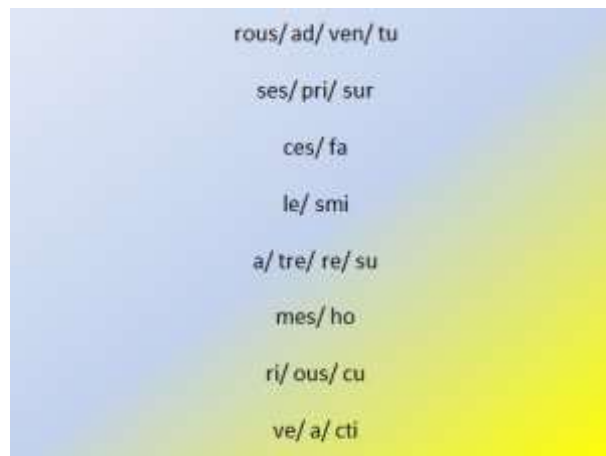 rous/ ad/ ven/ tu
ses/ pri/ sur
ces/ fa
le/ smi
a/ tre/ re/ su
mes/ ho
ri/ ous/ cu
ve/ a/ cti